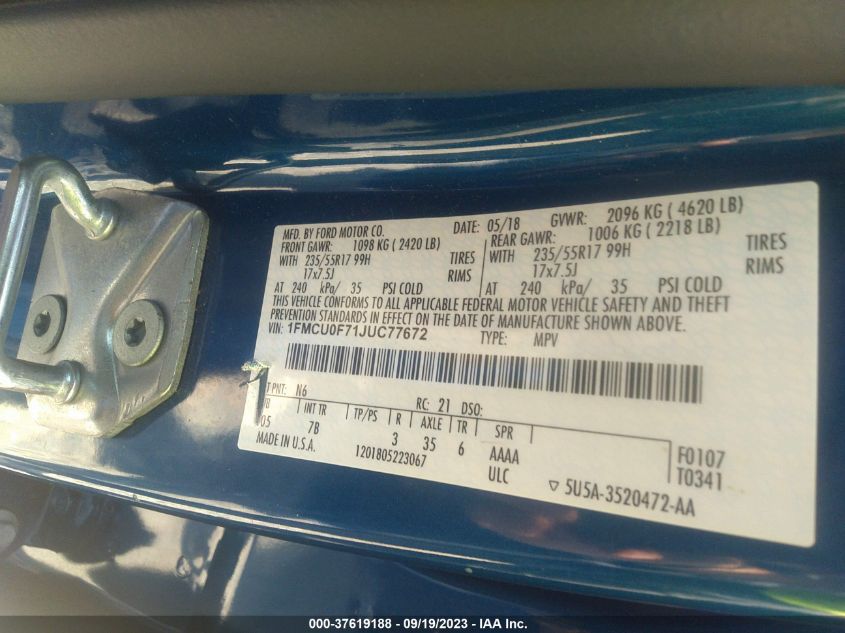 MFD. BY FORD MOTOR CO. DATE: 05/18 GVWR: 2096 KG ( 4620 LB)
FRONT GAWR: 1098 KG ( 2420 LB) REAR GAWR: 1006 KG ( 2218 LB)
WITH 235/55R17 99H TIRES WITH 235/55R17 99H TIRES
17x7.5J RIMS 17x7.5J RIMS
AT 240 kPa/ 35 PSI COLD AT 240 kPa/ 35 PSI COLD
THIS VEHICLE CONFORMS TO ALL APPLICABLE FEDERAL MOTOR VEHICLE SAFETY AND THEFT
PREVENTION STANDARDS IN EFFECT ON THE DATE OF MANUFACTURE SHOWN ABOVE.
VIN: 1FMCU0F71JUC77672 TYPE: MPV
T PNT: N6 RC: 21 DSO:
B INT TR TP/PS R AXLE TR SPR
05 7B 3 35 6 AAAA F0107
MADE IN U.S.A. 1201805223067 ULC T0341
▽ 5U5A-3520472-AA
000-37619188 - 09/19/2023 - IAA Inc.